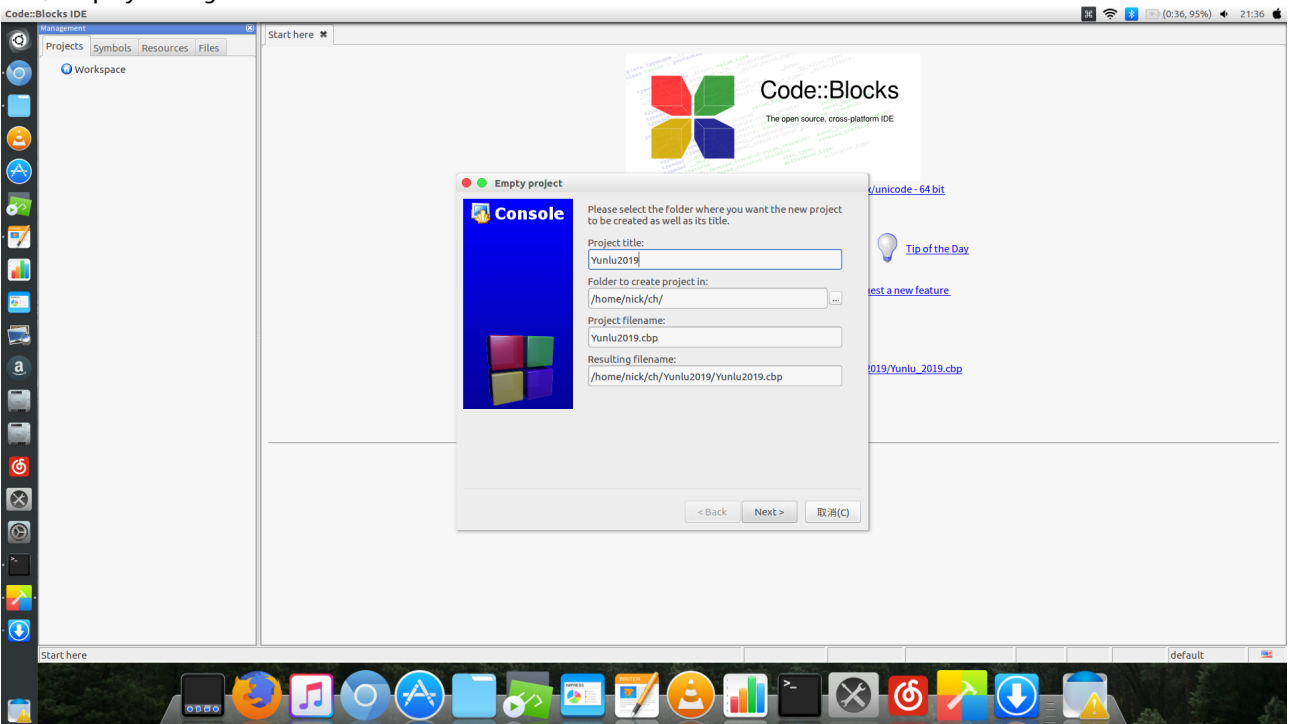 Code::Blocks IDE
(0:36, 95%)
21:36
Management
Projects Symbols Resources Files
Workspace
Start here
Code::Blocks
The open source, cross-platform IDE
x/unicode - 64 bit
Tip of the Day
est a new feature
2019/Yunlu_2019.cbp
Empty project
Console
Please select the folder where you want the new project
to be created as well as its title.
Project title:
Yunlu2019
Folder to create project in:
/home/nick/ch/
...
Project filename:
Yunlu2019.cbp
Resulting filename:
/home/nick/ch/Yunlu2019/Yunlu2019.cbp
< Back Next > 取消(C)
Start here
default
IMPRESS
WRITER